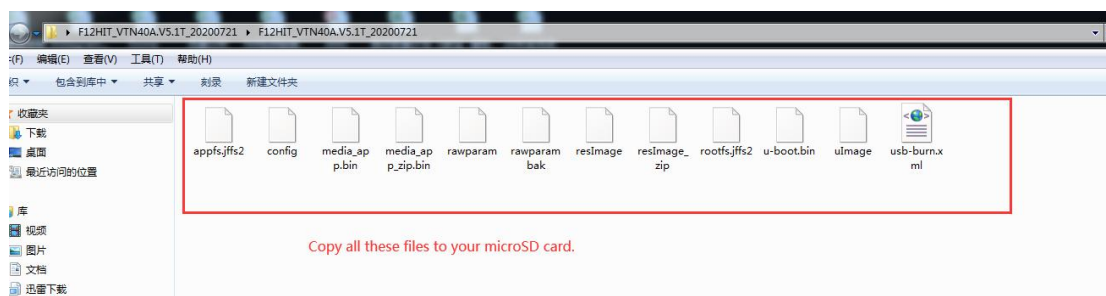 F12HIT_VTN40A.V5.1T_20200721 F12HIT_VTN40A.V5.1T_20200721
(F) 编辑(E) 查看(V) 工具(T) 帮助(H)
包含到库中 共享 刻录 新建文件夹
收藏夹
下载
桌面
最近访问的位置
库
视频
图片
文档
迅雷下载
appfs.jffs2 config media_ap rawparam rawparam resImage resImage_ rootfs.jffs2 u-boot.bin uImage usb-burn.x
p.bin p_zip.bin bak zip ml
Copy all these files to your microSD card.